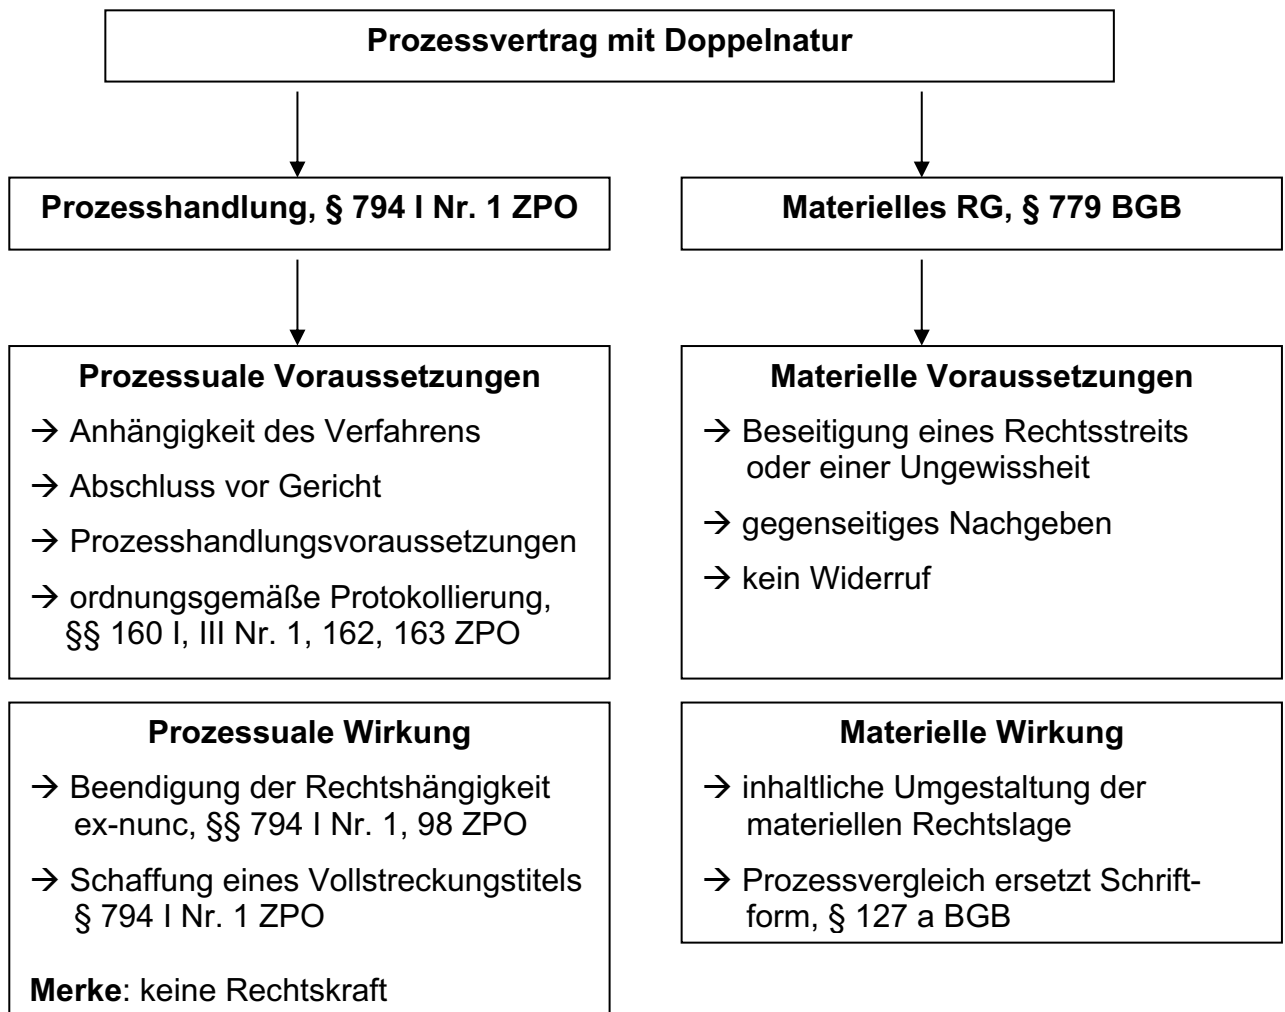 Prozessvertrag mit Doppelnatur
Prozesshandlung, § 794 I Nr. 1 ZPO
Materielles RG, § 779 BGB
Prozessuale Voraussetzungen
→ Anhängigkeit des Verfahrens
→ Abschluss vor Gericht
→ Prozesshandlungsvoraussetzungen
→ ordnungsgemäße Protokollierung,
§§ 160 I, III Nr. 1, 162, 163 ZPO
Materielle Voraussetzungen
→ Beseitigung eines Rechtsstreits
oder einer Ungewissheit
→ gegenseitiges Nachgeben
→ kein Widerruf
Prozessuale Wirkung
→ Beendigung der Rechtshängigkeit
ex-nunc, §§ 794 I Nr. 1, 98 ZPO
→ Schaffung eines Vollstreckungstitels
§ 794 I Nr. 1 ZPO
Merke: keine Rechtskraft
Materielle Wirkung
→ inhaltliche Umgestaltung der
materiellen Rechtslage
→ Prozessvergleich ersetzt Schrift-
form, § 127 a BGB